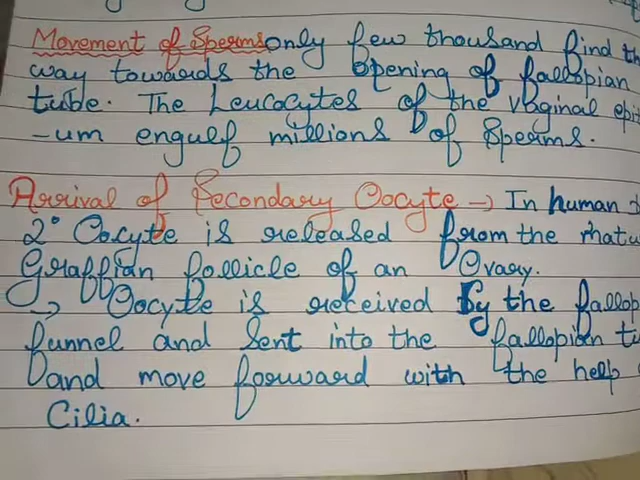 Movement of Sperms only few thousand find th
way towards the opening of fallopian
tube. The Leucocytes of the vaginal epit
-um engulf millions of Sperms.
Arrival of Secondary Oocyte → In human
2° Oocyte is released from the matu
Graffian follicle of an Ovary.
→ Oocyte is received by the fallop
funnel and sent into the fallopian tu
and move forward with the help
Cilia.